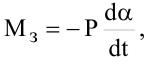 M₃ = − P dα/dt ,